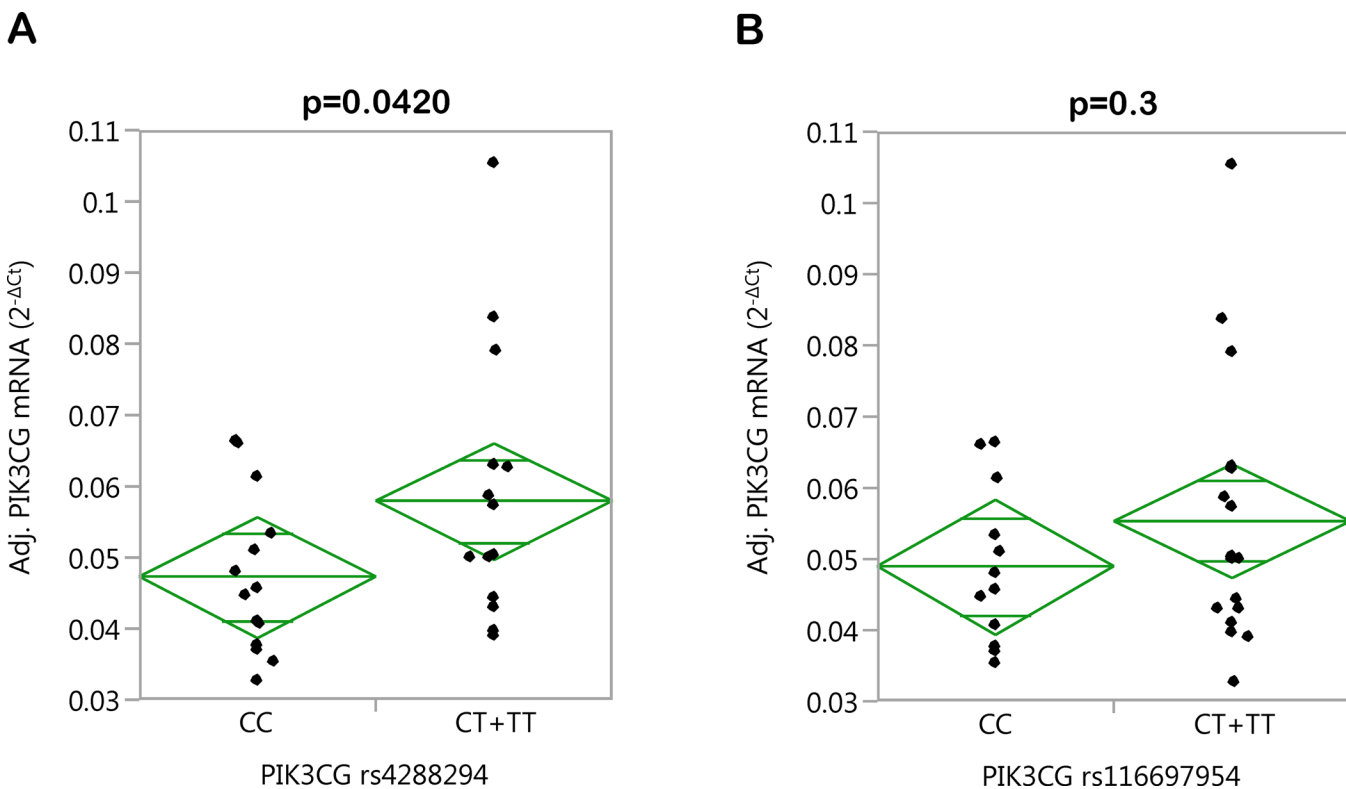 A
p=0.0420
0.11
0.1
0.09
0.08
0.07
0.06
0.05
0.04
0.03
Adj. PIK3CG mRNA (2-ΔCt)
CC CT+TT
PIK3CG rs4288294
B
p=0.3
0.11
0.1
0.09
0.08
0.07
0.06
0.05
0.04
0.03
Adj. PIK3CG mRNA (2-ΔCt)
CC CT+TT
PIK3CG rs116697954